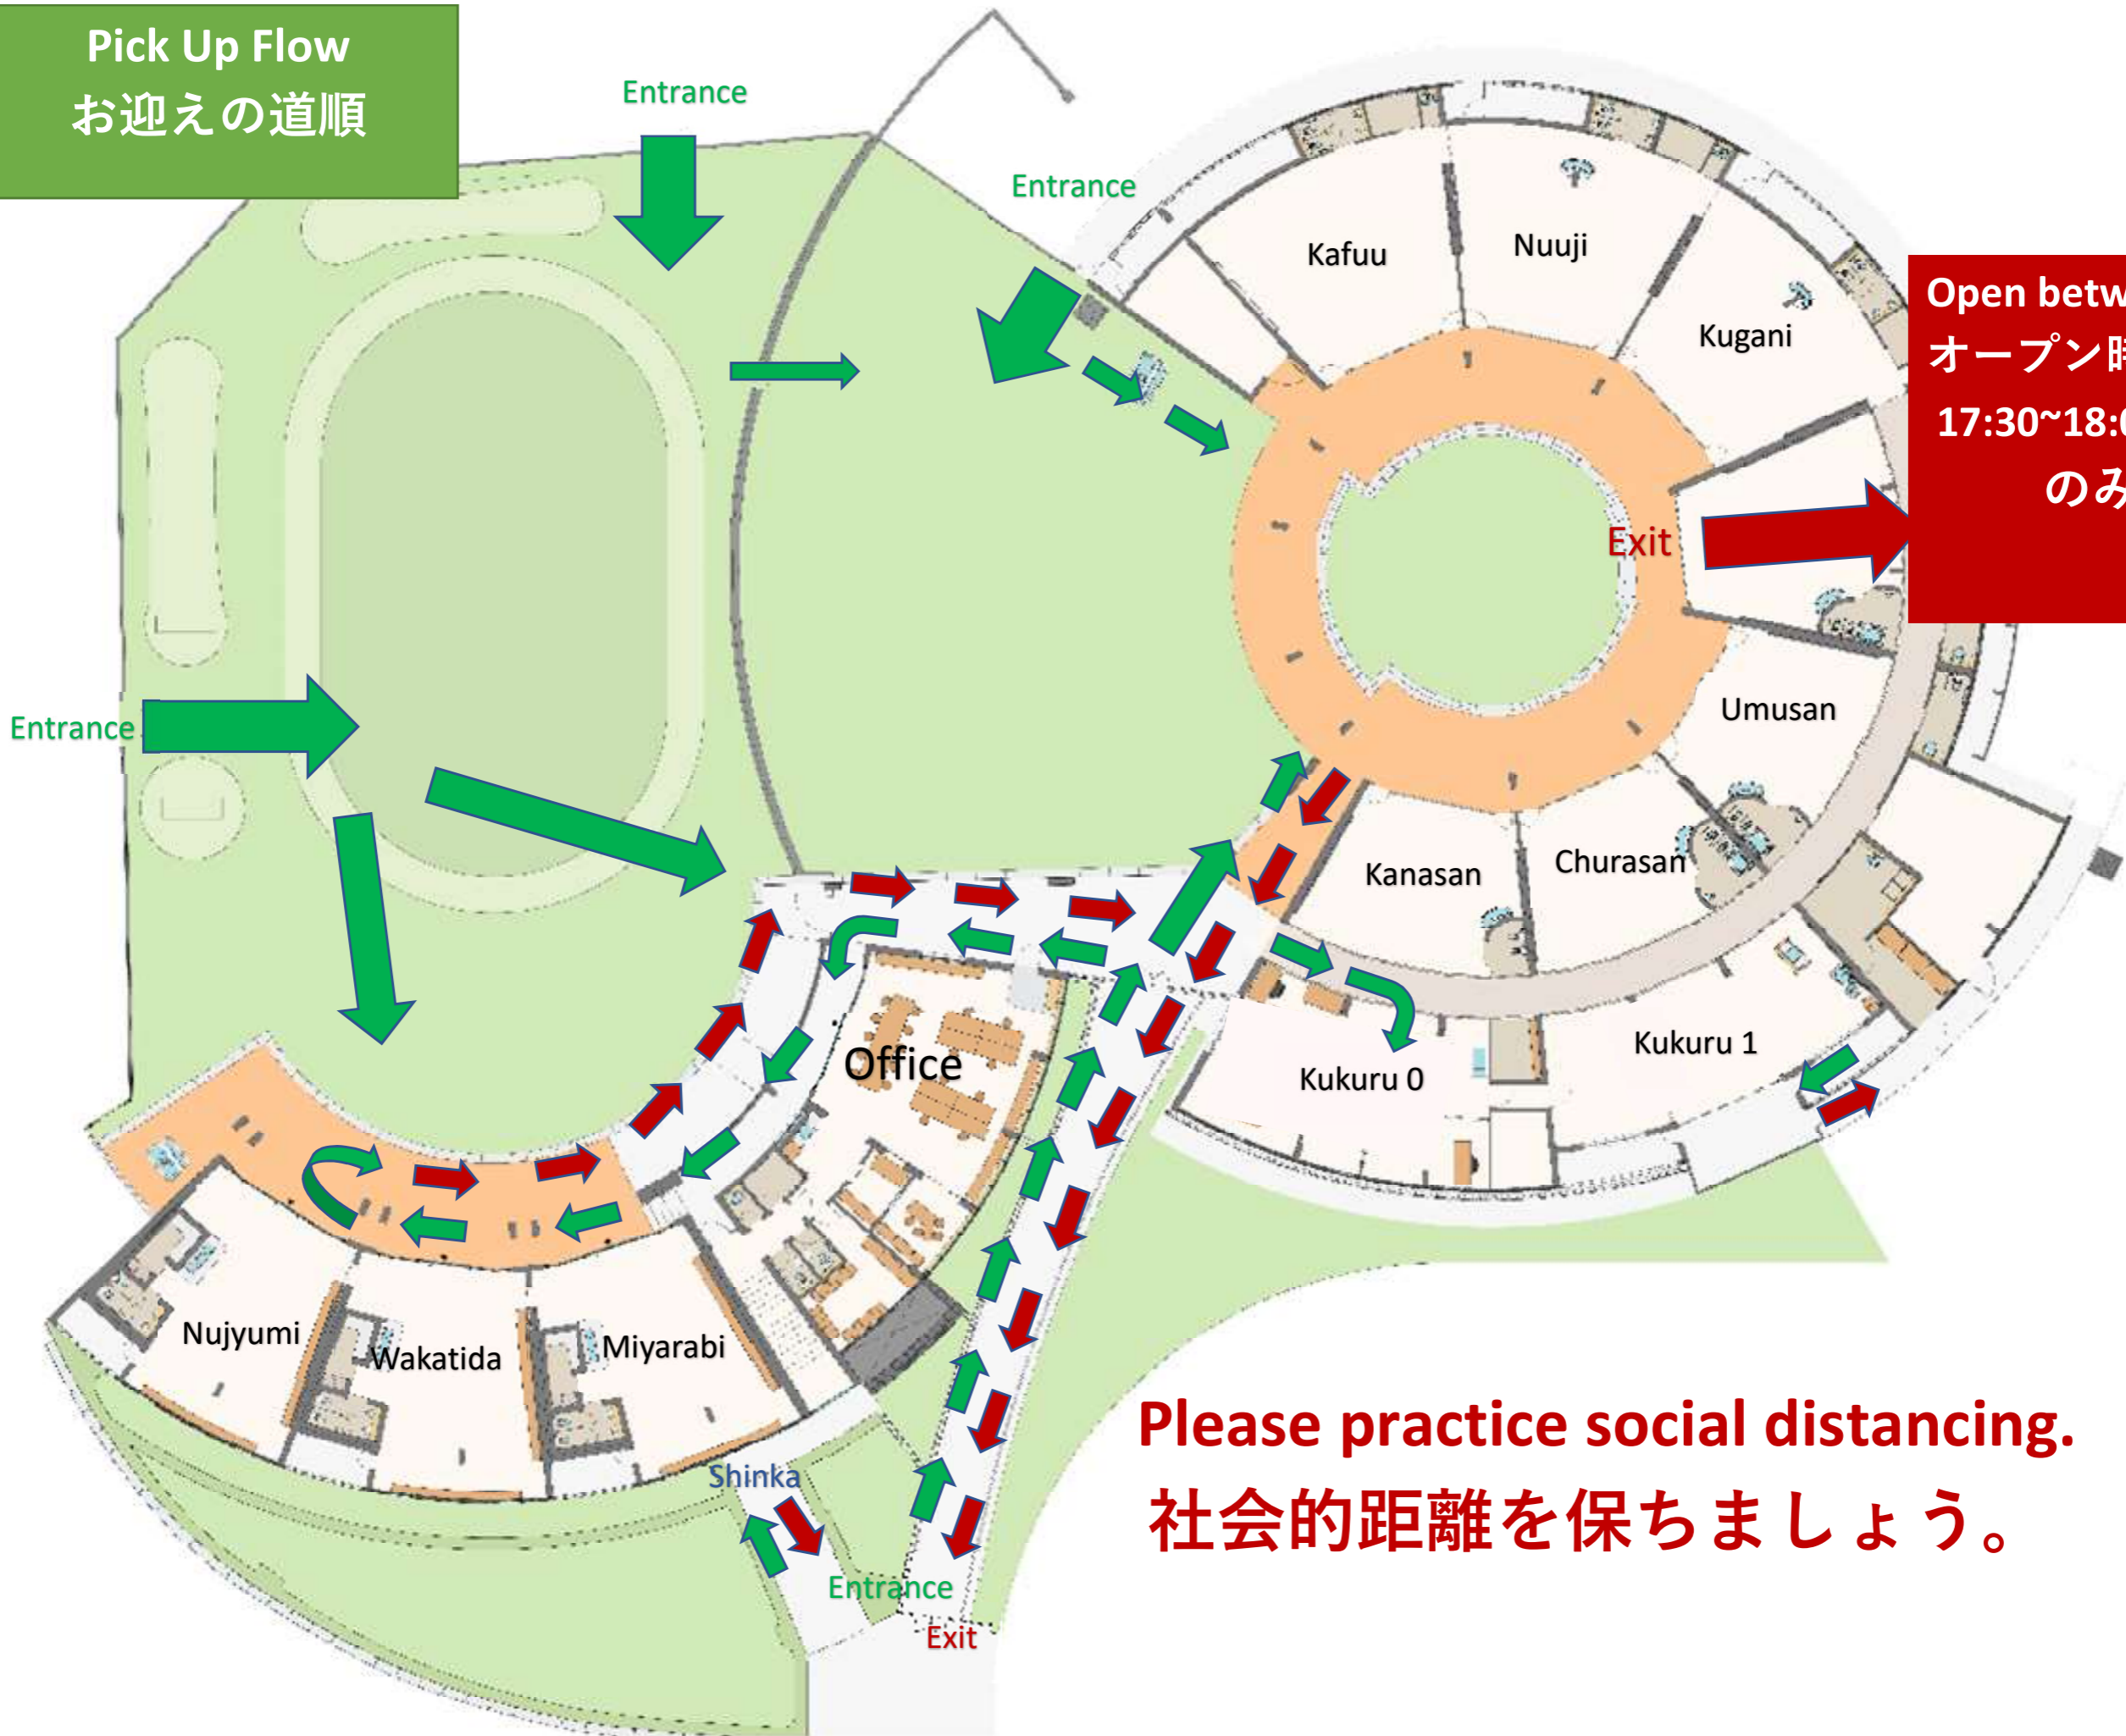 Pick Up Flow
お迎えの道順
Entrance
Entrance
Kafuu
Nuuji
Kugani
Open betw
オープン時
17:30~18:0
のみ
Exit
Entrance
Umusan
Kanasan
Churasan
Office
Kukuru 0
Kukuru 1
Nujyumi
Wakatida
Miyarabi
Shinka
Entrance
Exit
Please practice social distancing.
社会的距離を保ちましょう。